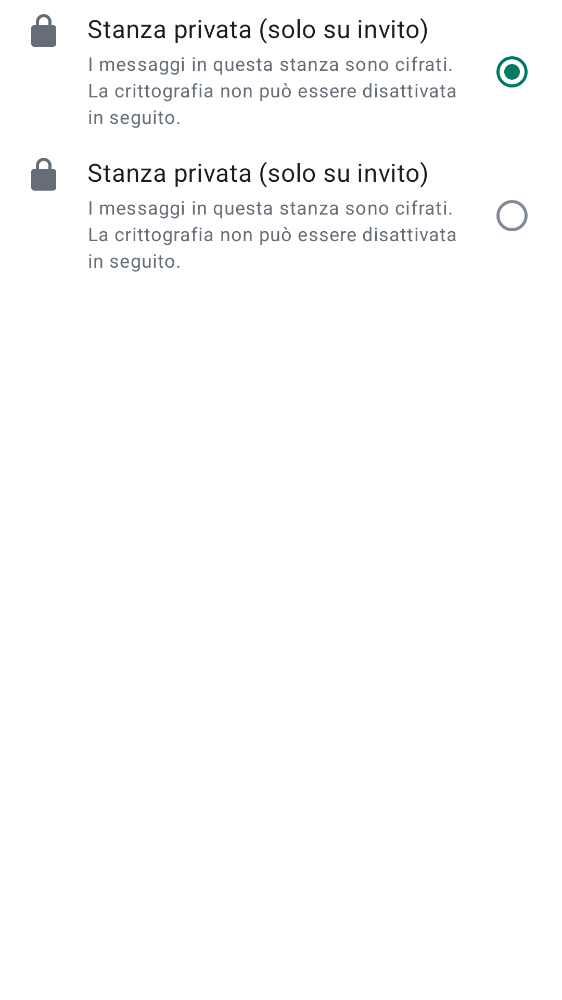 Stanza privata (solo su invito)
I messaggi in questa stanza sono cifrati.
La crittografia non può essere disattivata
in seguito.
Stanza privata (solo su invito)
I messaggi in questa stanza sono cifrati.
La crittografia non può essere disattivata
in seguito.